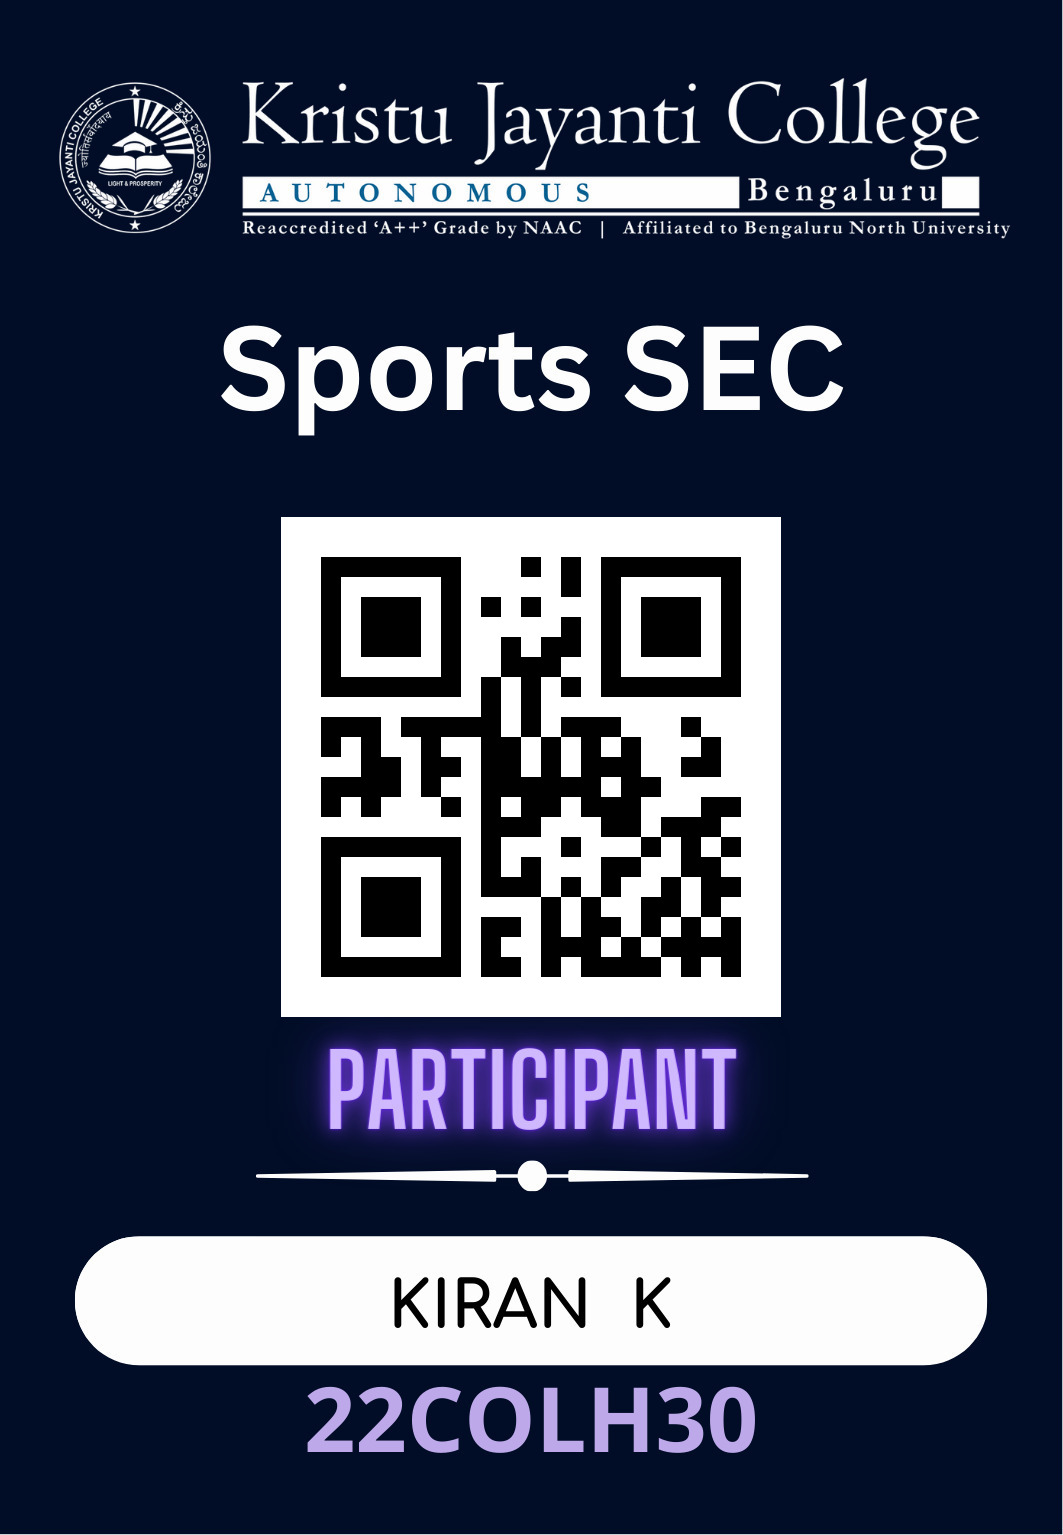 Kristu Jayanti College
AUTONOMOUS Bengaluru
Reaccredited ‘A++’ Grade by NAAC | Affiliated to Bengaluru North University
KRISTU JAYANTI COLLEGE
ज्योतिसंवादयाय
LIGHT & PROSPERITY
Sports SEC
PARTICIPANT
KIRAN K
22COLH30